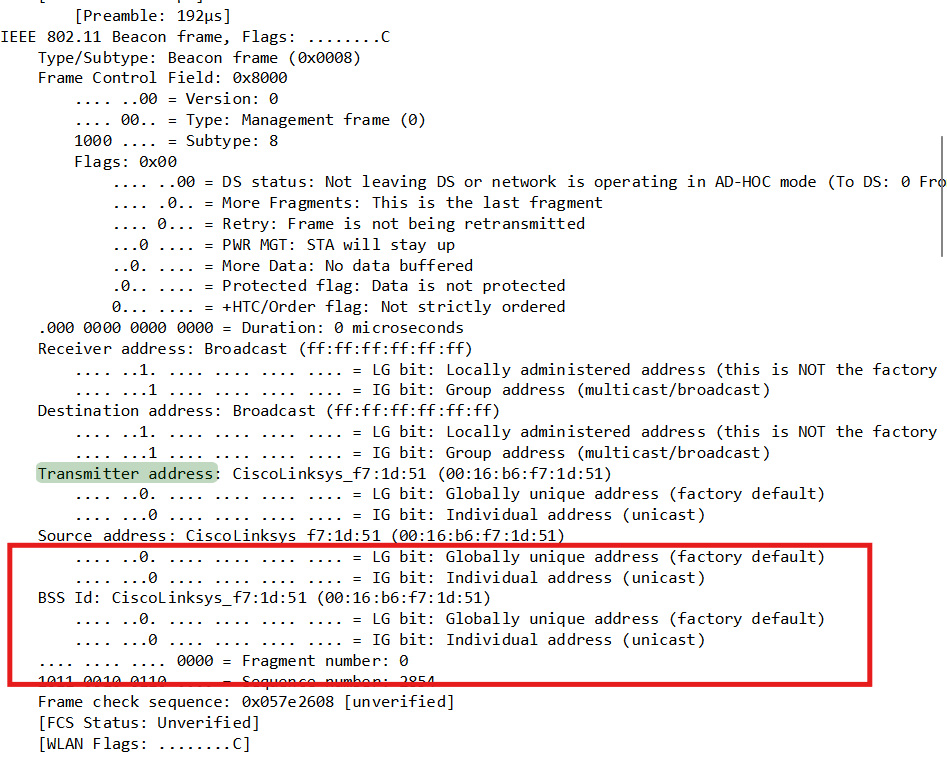 [Preamble: 192µs]
IEEE 802.11 Beacon frame, Flags: ........C
Type/Subtype: Beacon frame (0x0008)
Frame Control Field: 0x8000
.... ..00 = Version: 0
.... 00.. = Type: Management frame (0)
1000 .... = Subtype: 8
Flags: 0x00
.... ..00 = DS status: Not leaving DS or network is operating in AD-HOC mode (To DS: 0 Fro
.... .0.. = More Fragments: This is the last fragment
.... 0... = Retry: Frame is not being retransmitted
...0 .... = PWR MGT: STA will stay up
..0. .... = More Data: No data buffered
.0.. .... = Protected flag: Data is not protected
0... .... = +HTC/Order flag: Not strictly ordered
.000 0000 0000 0000 = Duration: 0 microseconds
Receiver address: Broadcast (ff:ff:ff:ff:ff:ff)
.... ..1. .... .... .... .... = LG bit: Locally administered address (this is NOT the factory
.... ...1 .... .... .... .... = IG bit: Group address (multicast/broadcast)
Destination address: Broadcast (ff:ff:ff:ff:ff:ff)
.... ..1. .... .... .... .... = LG bit: Locally administered address (this is NOT the factory
.... ...1 .... .... .... .... = IG bit: Group address (multicast/broadcast)
Transmitter address: CiscoLinksys_f7:1d:51 (00:16:b6:f7:1d:51)
.... ..0. .... .... .... .... = LG bit: Globally unique address (factory default)
.... ...0 .... .... .... .... = IG bit: Individual address (unicast)
Source address: CiscoLinksys_f7:1d:51 (00:16:b6:f7:1d:51)
.... ..0. .... .... .... .... = LG bit: Globally unique address (factory default)
.... ...0 .... .... .... .... = IG bit: Individual address (unicast)
BSS Id: CiscoLinksys_f7:1d:51 (00:16:b6:f7:1d:51)
.... ..0. .... .... .... .... = LG bit: Globally unique address (factory default)
.... ...0 .... .... .... .... = IG bit: Individual address (unicast)
.... .... .... 0000 = Fragment number: 0
1011 0010 0110 .... = Sequence number: 2854
Frame check sequence: 0x057e2608 [unverified]
[FCS Status: Unverified]
[WLAN Flags: ........C]